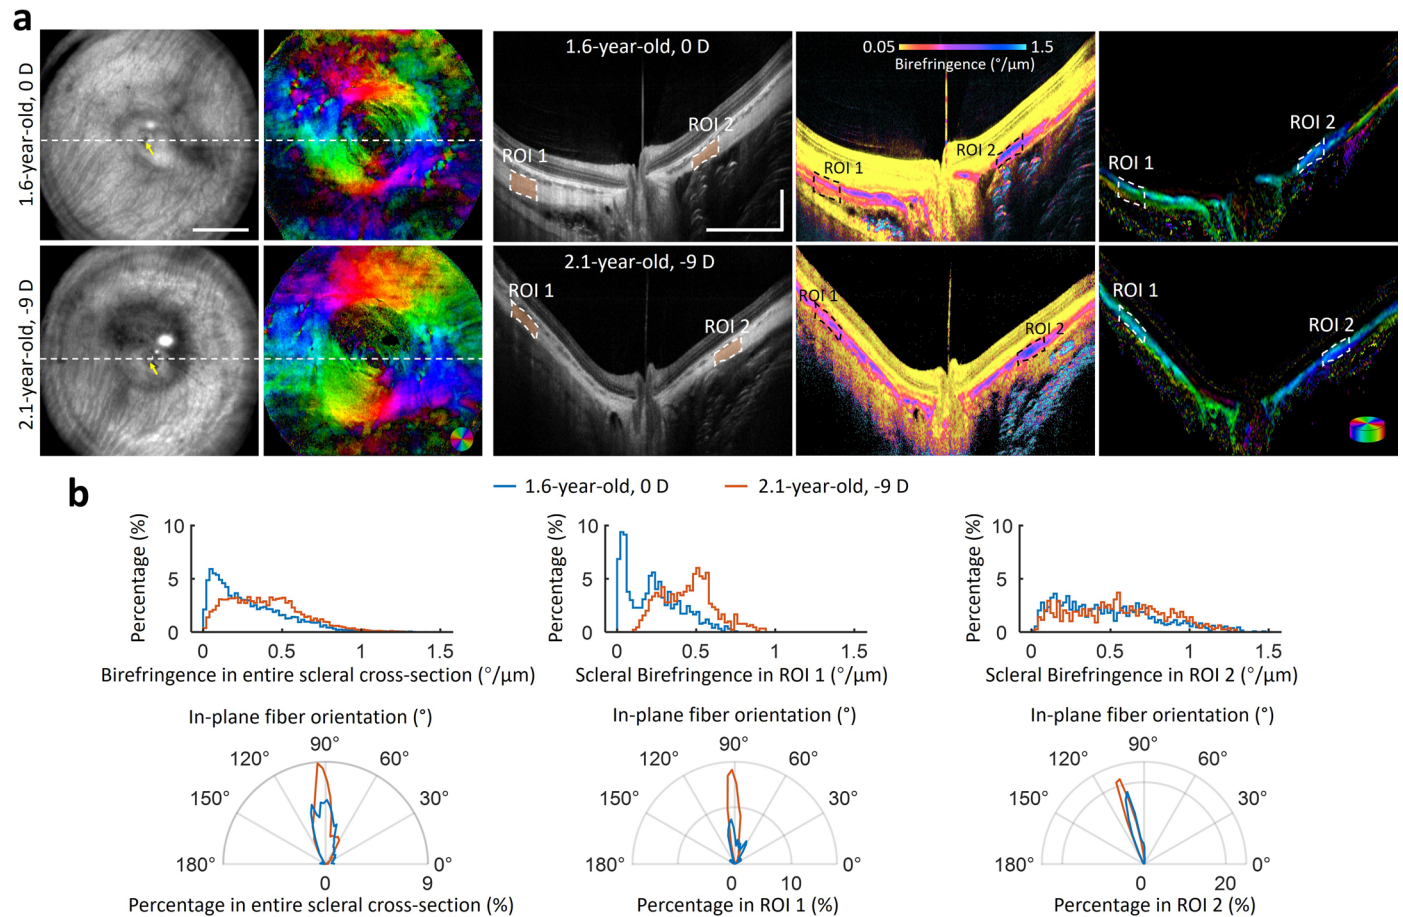 a
1.6-year-old, 0 D
1.6-year-old, 0 D
ROI 1
ROI 2
0.05 1.5
Birefringence (°/µm)
ROI 1
ROI 2
ROI 1
ROI 2
2.1-year-old, -9 D
2.1-year-old, -9 D
ROI 1
ROI 2
ROI 1
ROI 2
ROI 1
ROI 2
b
1.6-year-old, 0 D 2.1-year-old, -9 D
Percentage (%)
10
5
0
0 0.5 1 1.5
Birefringence in entire scleral cross-section (°/µm)
Percentage (%)
10
5
0
0 0.5 1 1.5
Scleral Birefringence in ROI 1 (°/µm)
Percentage (%)
10
5
0
0 0.5 1 1.5
Scleral Birefringence in ROI 2 (°/µm)
In-plane fiber orientation (°)
90°
120° 60°
150° 30°
180° 0°
0 9
Percentage in entire scleral cross-section (%)
In-plane fiber orientation (°)
90°
120° 60°
150° 30°
180° 0°
0 10
Percentage in ROI 1 (%)
In-plane fiber orientation (°)
90°
120° 60°
150° 30°
180° 0°
0 20
Percentage in ROI 2 (%)